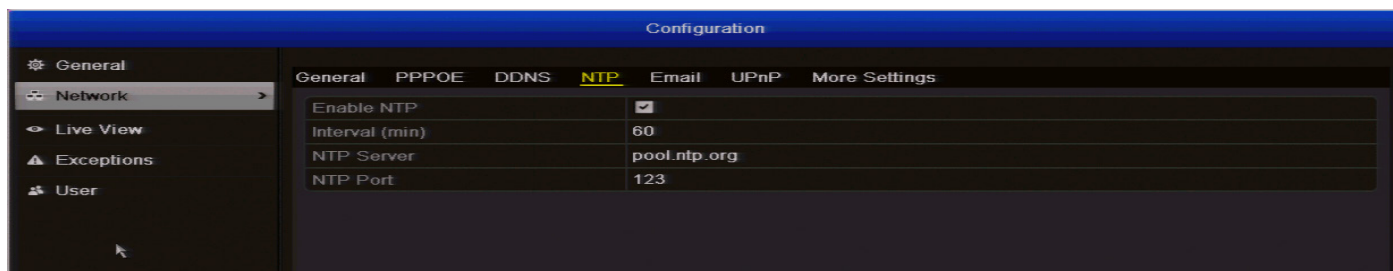 Configuration
General
Network >
Live View
Exceptions
User
General PPPOE DDNS NTP Email UPnP More Settings
Enable NTP
Interval (min) 60
NTP Server pool.ntp.org
NTP Port 123